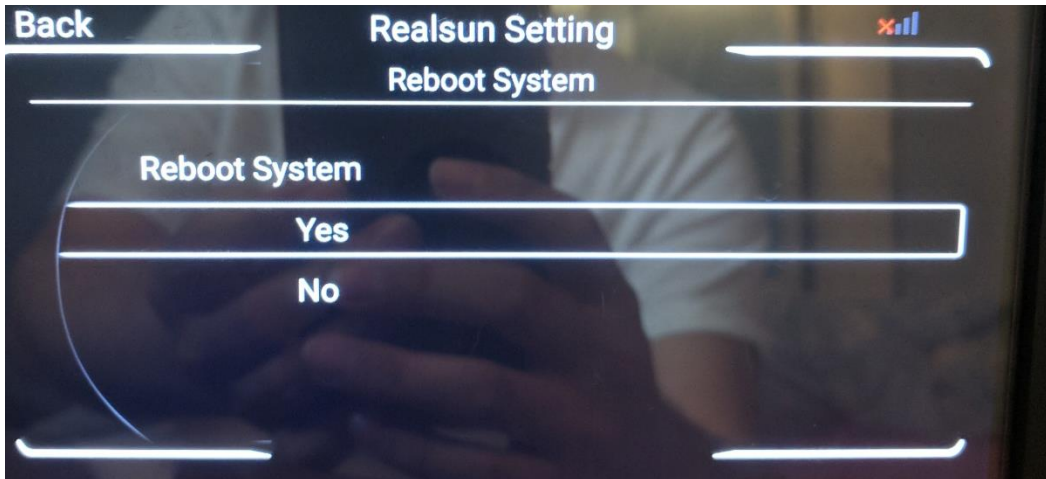 Back
Realsun Setting
Reboot System
Reboot System
Yes
No